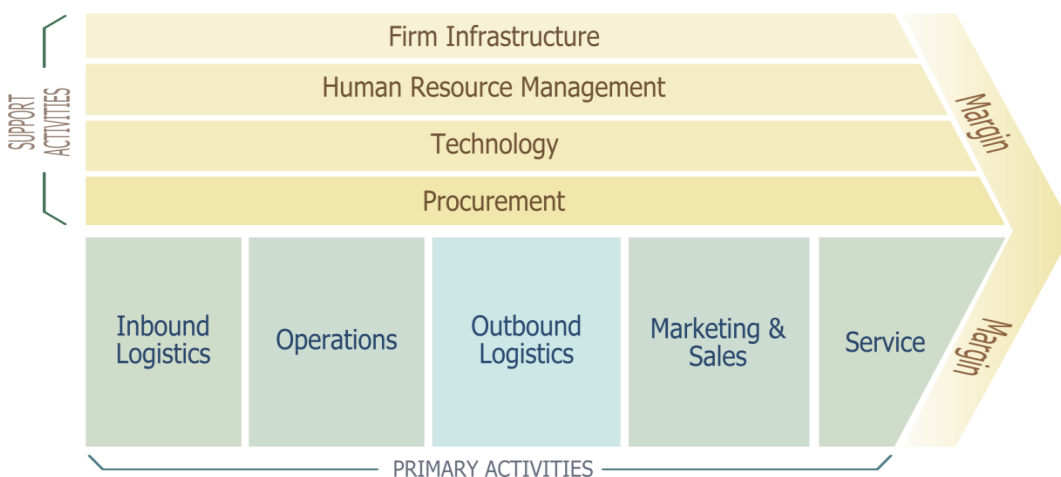 Firm Infrastructure
Human Resource Management
Technology
Procurement
SUPPORT
ACTIVITIES
Margin
Inbound
Logistics
Operations
Outbound
Logistics
Marketing &
Sales
Service
Margin
PRIMARY ACTIVITIES